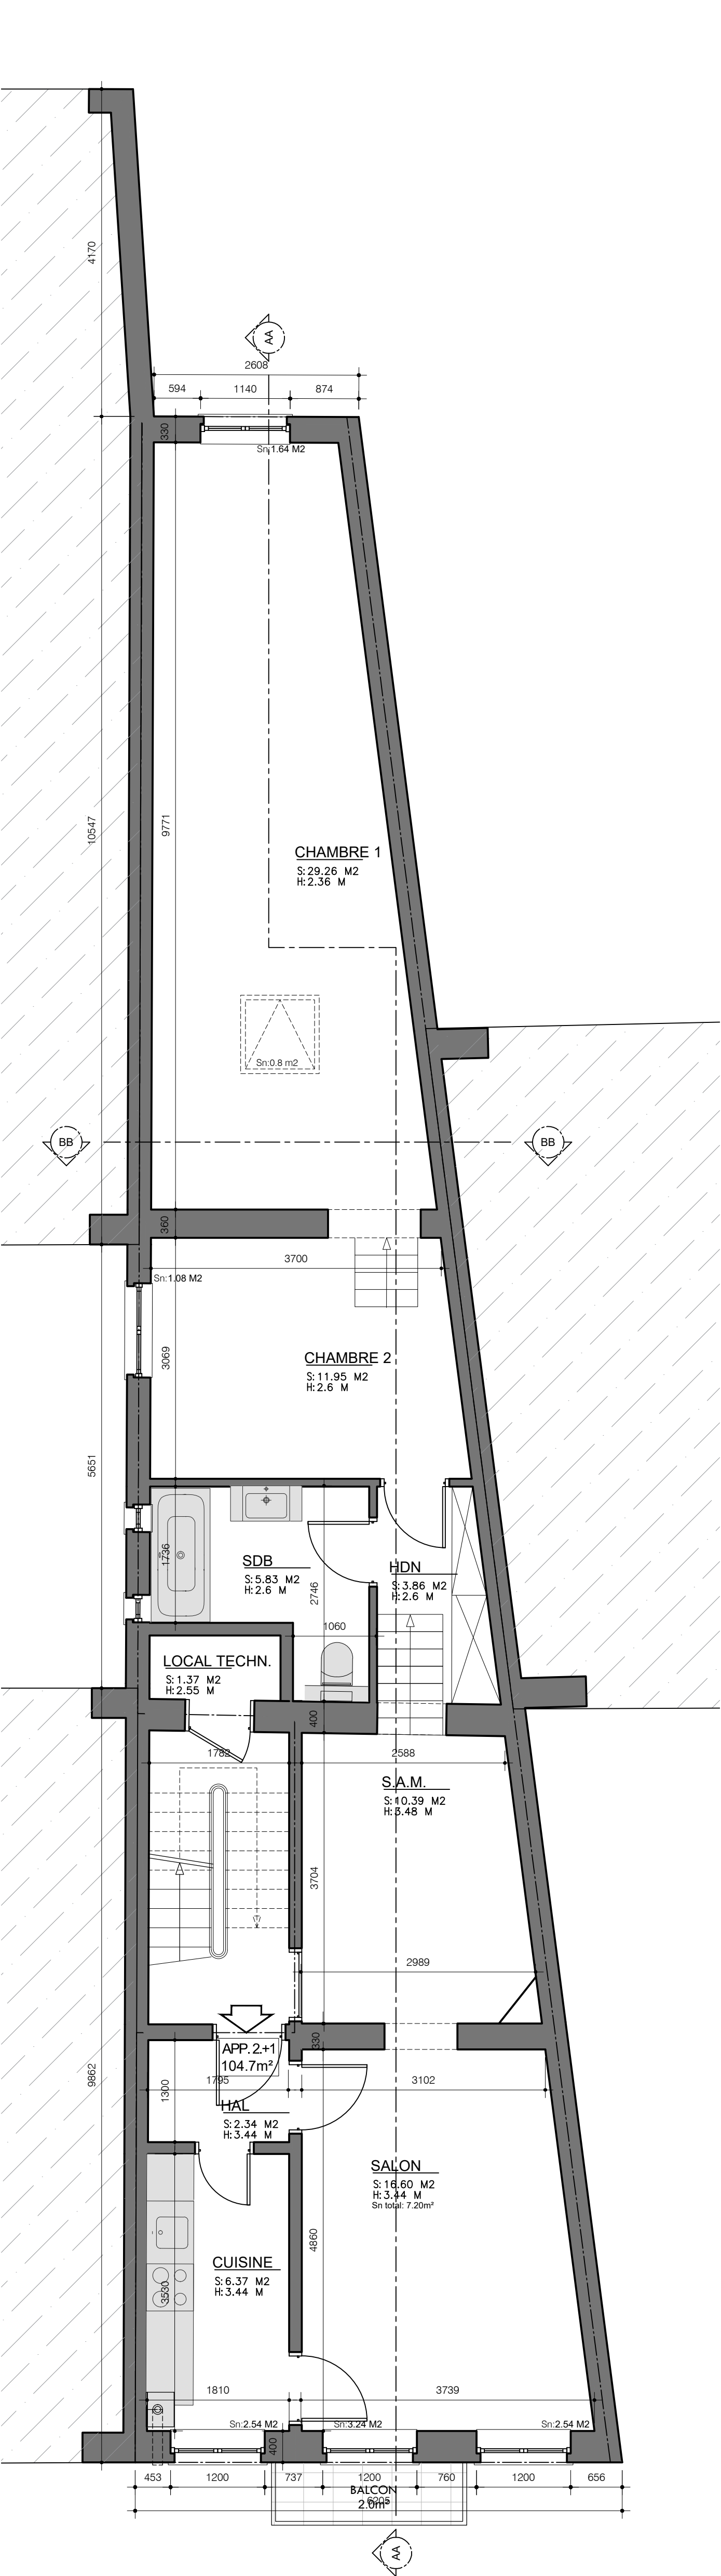 4170
AA
2608
594
1140
874
330
Sn:1.64 M2
10547
9771
CHAMBRE 1
S:29.26 M2
H:2.36 M
Sn:0.8 m2
BB
BB
360
3700
Sn:1.08 M2
3069
CHAMBRE 2
S:11.95 M2
H:2.6 M
5651
1736
SDB
S:5.83 M2
H:2.6 M
2746
HDN
S:3.86 M2
H:2.6 M
1060
LOCAL TECHN.
S:1.37 M2
H:2.55 M
400
1782
2588
S.A.M.
S:10.39 M2
H:3.48 M
3704
2989
APP. 2.+1
104.7m²
330
9862
1300
1795
3102
HAL
S:2.34 M2
H:3.44 M
SALON
S:16.60 M2
H:3.44 M
Sn total: 7.20m²
4860
CUISINE
S:6.37 M2
H:3.44 M
3530
1810
3739
Sn:2.54 M2
Sn:3.24 M2
Sn:2.54 M2
400
453
1200
737
1200
760
1200
656
BALCON
2.0m²
6205
AA